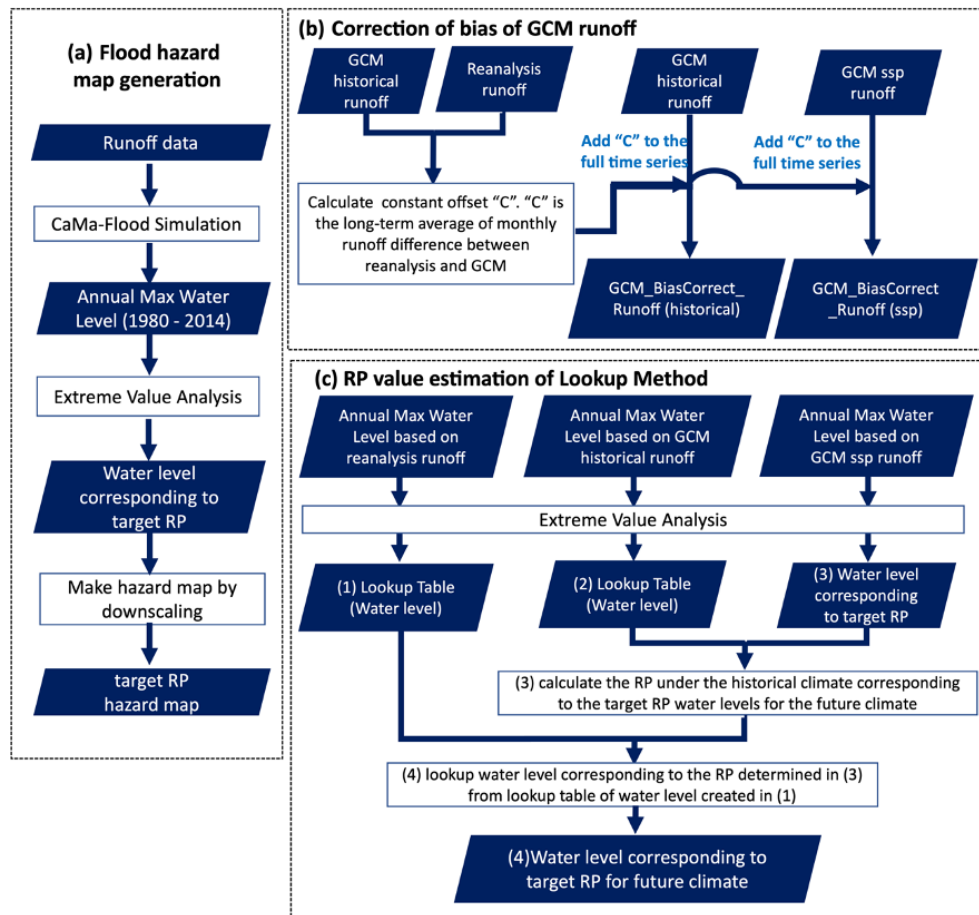 (a) Flood hazard
map generation
Runoff data
CaMa-Flood Simulation
Annual Max Water
Level (1980 - 2014)
Extreme Value Analysis
Water level
corresponding to
target RP
Make hazard map by
downscaling
target RP
hazard map
(b) Correction of bias of GCM runoff
GCM
historical
runoff
Reanalysis
runoff
GCM
historical
runoff
GCM ssp
runoff
Add “C” to the
full time series
Add “C” to the
full time series
Calculate constant offset “C”. “C” is
the long-term average of monthly
runoff difference between
reanalysis and GCM
GCM_BiasCorrect_
Runoff (historical)
GCM_BiasCorrect
_Runoff (ssp)
(c) RP value estimation of Lookup Method
Annual Max Water
Level based on
reanalysis runoff
Annual Max Water
Level based on GCM
historical runoff
Annual Max Water
Level based on
GCM ssp runoff
Extreme Value Analysis
(1) Lookup Table
(Water level)
(2) Lookup Table
(Water level)
(3) Water level
corresponding
to target RP
(3) calculate the RP under the historical climate corresponding
to the target RP water levels for the future climate
(4) lookup water level corresponding to the RP determined in (3)
from lookup table of water level created in (1)
(4)Water level corresponding to
target RP for future climate